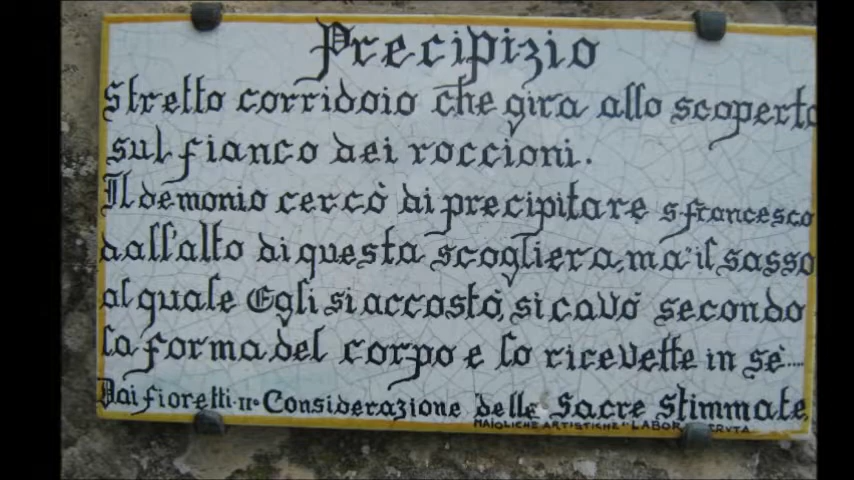 Precipizio
Stretto corridoio che gira allo scoperto
sul fianco dei roccioni.
Il demonio cercò di precipitare s francesco
dall'alto di questa scogliera, ma "il sasso
al quale Egli si accostò, si cavò secondo
la forma del corpo e lo ricevette in sè....
Dai fioretti - IIª Considerazione delle Sacre Stimmate
MAIOLICHE ARTISTICHE "LABOR